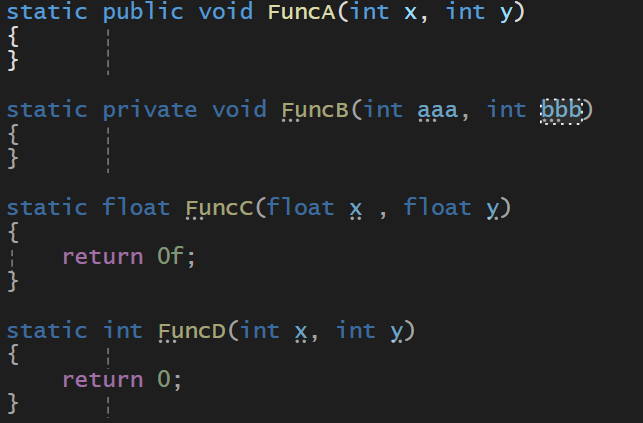 static public void FuncA(int x, int y)
{
}
static private void FuncB(int aaa, int bbb)
{
}
static float FuncC(float x , float y)
{
return 0f;
}
static int FuncD(int x, int y)
{
return 0;
}